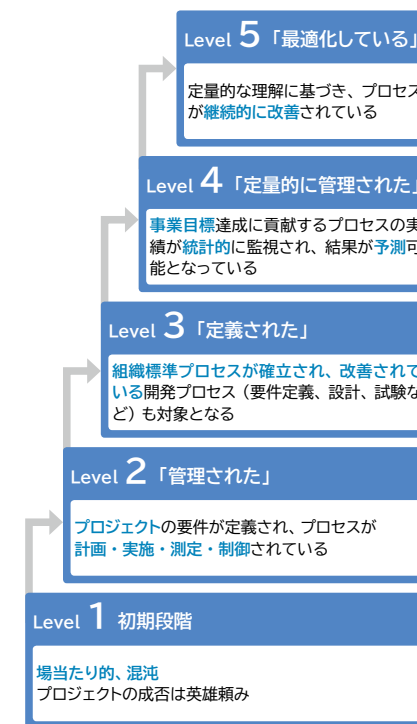 Level 5「最適化している」
定量的な理解に基づき、プロセス
が継続的に改善されている
Level 4「定量的に管理された」
事業目標達成に貢献するプロセスの実
績が統計的に監視され、結果が予測可
能となっている
Level 3「定義された」
組織標準プロセスが確立され、改善されて
いる開発プロセス（要件定義、設計、試験な
ど）も対象となる
Level 2「管理された」
プロジェクトの要件が定義され、プロセスが
計画・実施・測定・制御されている
Level 1 初期段階
場当たり的、混沌
プロジェクトの成否は英雄頼み